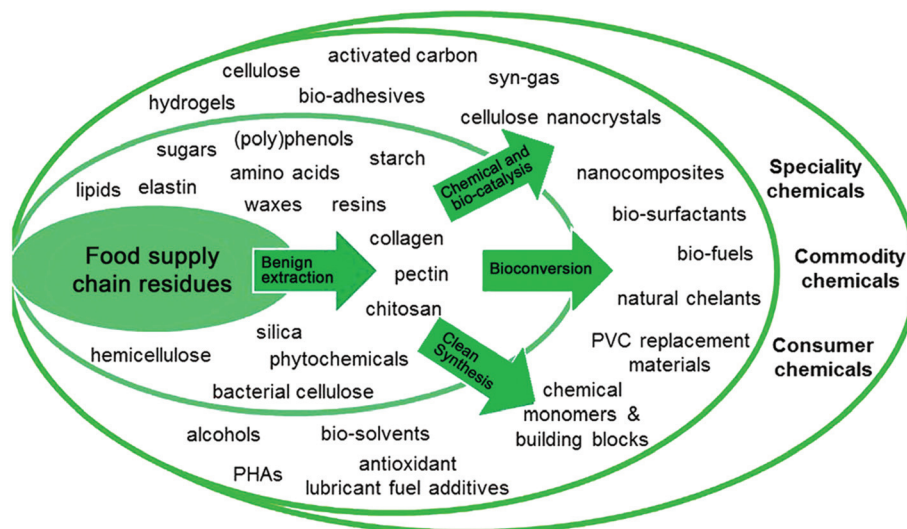 activated carbon
cellulose
syn-gas
hydrogels
bio-adhesives
cellulose nanocrystals
sugars
(poly)phenols
starch
lipids
elastin
amino acids
waxes
resins
Chemical and
bio-catalysis
nanocomposites
Speciality
chemicals
bio-surfactants
Food supply
chain residues
Benign
extraction
collagen
pectin
chitosan
Bioconversion
bio-fuels
Commodity
chemicals
natural chelants
silica
hemicellulose
phytochemicals
Clean
Synthesis
PVC replacement
materials
Consumer
chemicals
bacterial cellulose
chemical
monomers &
building blocks
alcohols
bio-solvents
PHAs
antioxidant
lubricant fuel additives